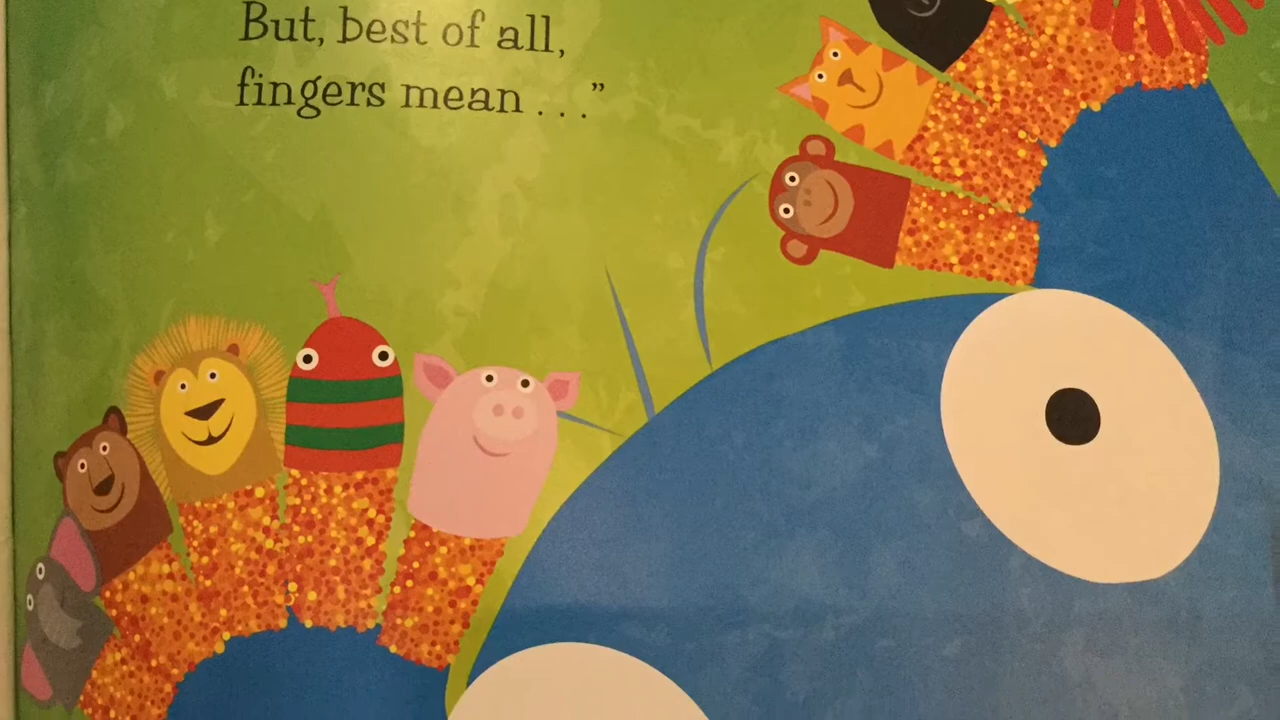 But, best of all,
fingers mean . . .”